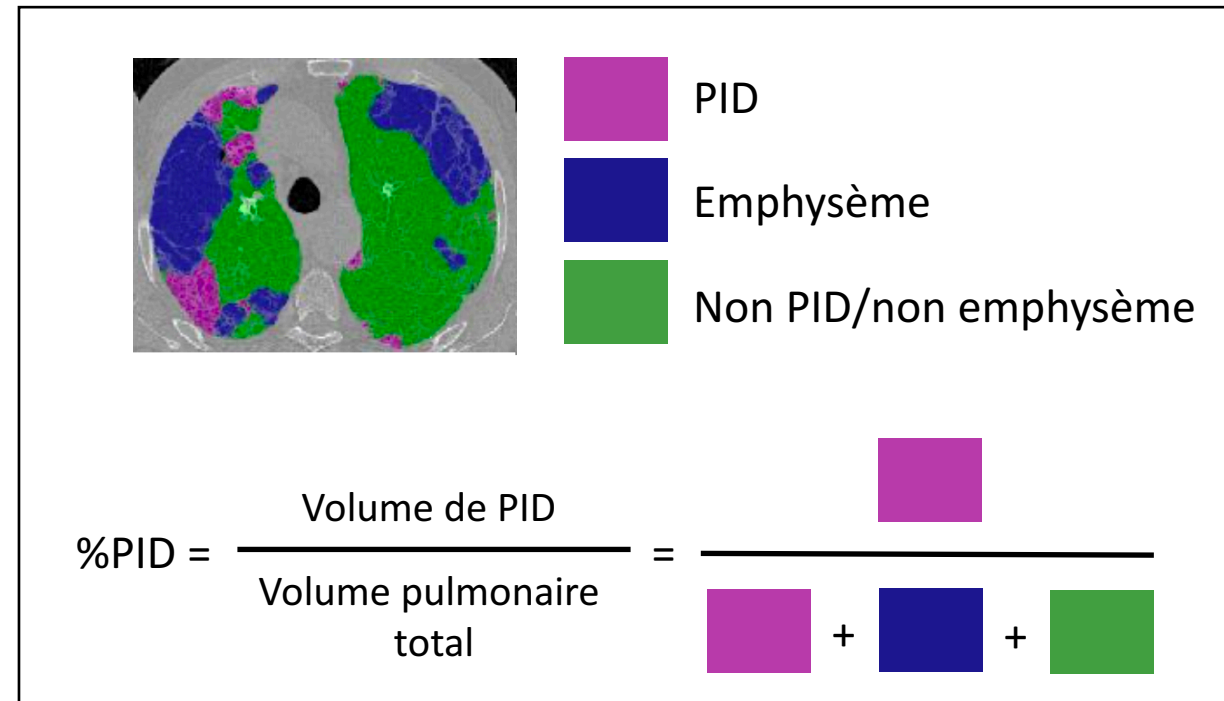 PID
Emphysème
Non PID/non emphysème
%PID =
Volume de PID
Volume pulmonaire
total
=
+ +